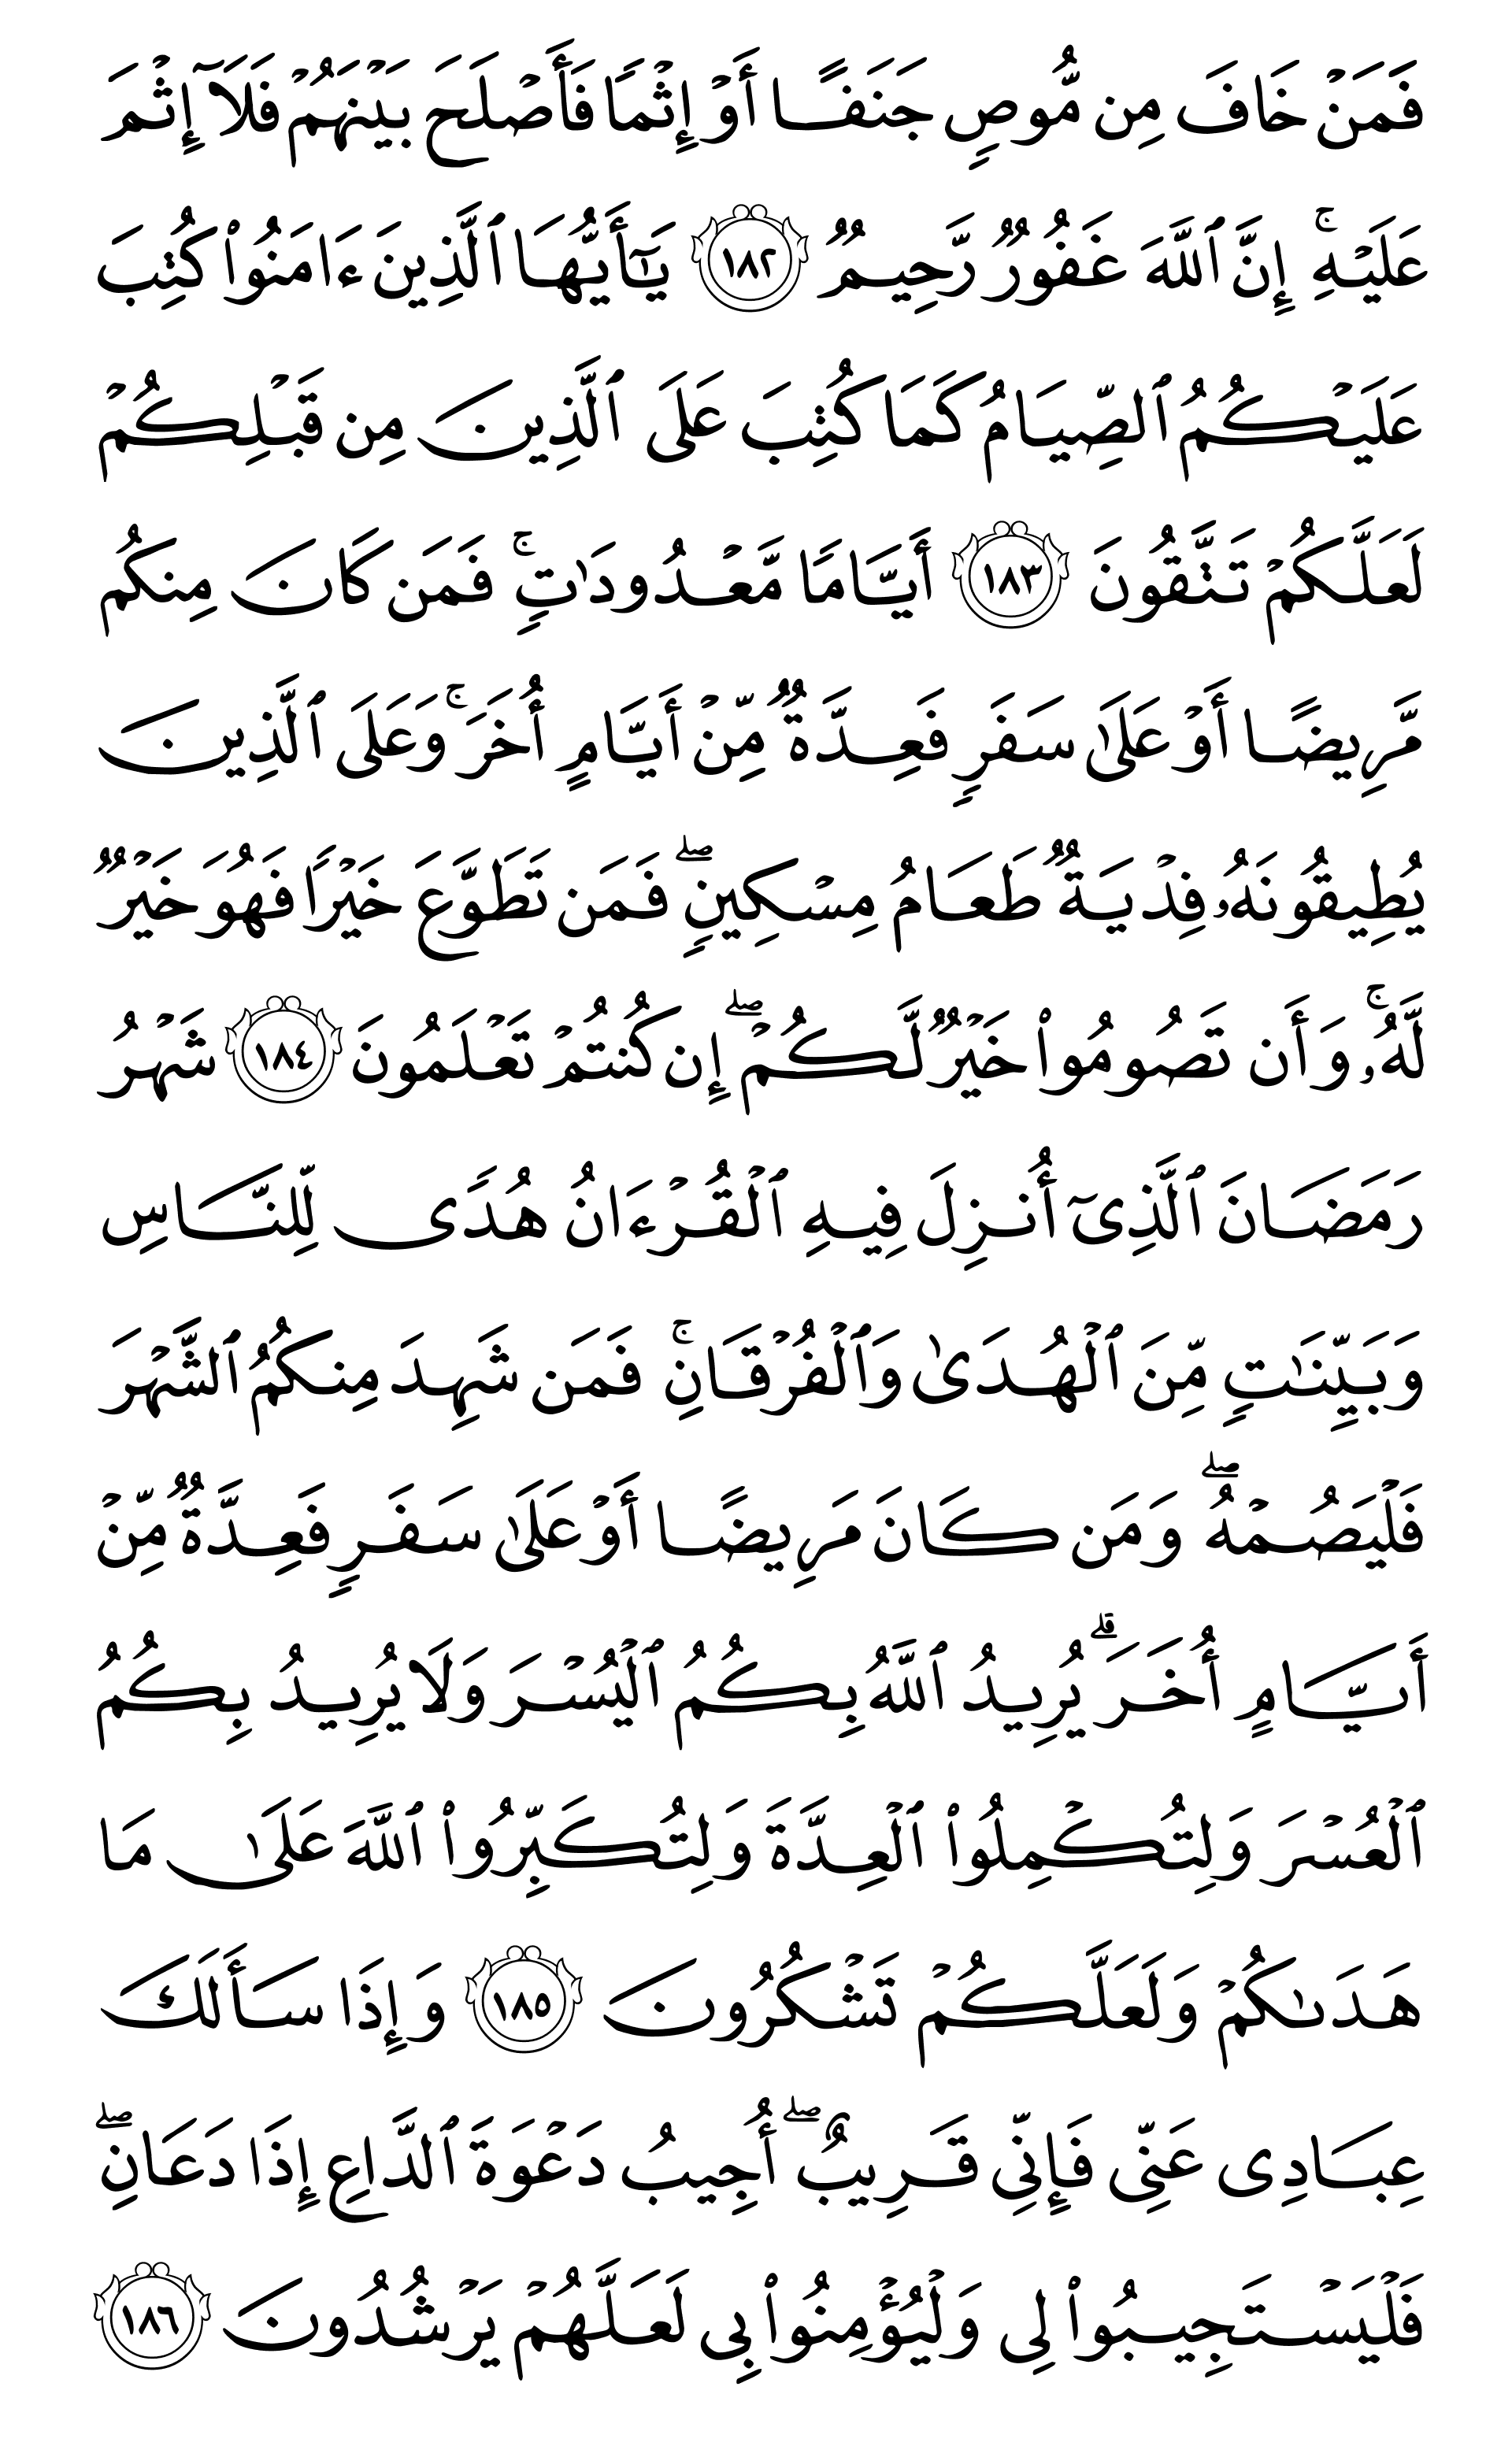 فَمَنْ خَافَ مِن مُّوصٍ جَنَفًا أَوْ إِثْمًا فَأَصْلَحَ بَيْنَهُمْ فَلَآ إِثْمَ
عَلَيْهِ ۚ إِنَّ ٱللَّهَ غَفُورٌ رَّحِيمٌ ١٨٢ يَـٰٓأَيُّهَا ٱلَّذِينَ ءَامَنُوا۟ كُتِبَ
عَلَيْكُمُ ٱلصِّيَامُ كَمَا كُتِبَ عَلَى ٱلَّذِينَ مِن قَبْلِكُمْ
لَعَلَّكُمْ تَتَّقُونَ ١٨٣ أَيَّامًا مَّعْدُودَٰتٍ ۚ فَمَن كَانَ مِنكُم
مَّرِيضًا أَوْ عَلَىٰ سَفَرٍ فَعِدَّةٌ مِّنْ أَيَّامٍ أُخَرَ ۚ وَعَلَى ٱلَّذِينَ
يُطِيقُونَهُۥ فِدْيَةٌ طَعَامُ مِسْكِينٍ ۖ فَمَن تَطَوَّعَ خَيْرًا فَهُوَ خَيْرٌ
لَّهُۥ ۚ وَأَن تَصُومُوا۟ خَيْرٌ لَّكُمْ ۖ إِن كُنتُمْ تَعْلَمُونَ ١٨٤ شَهْرُ
رَمَضَانَ ٱلَّذِىٓ أُنزِلَ فِيهِ ٱلْقُرْءَانُ هُدًى لِّلنَّاسِ
وَبَيِّنَـٰتٍ مِّنَ ٱلْهُدَىٰ وَٱلْفُرْقَانِ ۚ فَمَن شَهِدَ مِنكُمُ ٱلشَّهْرَ
فَلْيَصُمْهُ ۖ وَمَن كَانَ مَرِيضًا أَوْ عَلَىٰ سَفَرٍ فَعِدَّةٌ مِّنْ
أَيَّامٍ أُخَرَ ۗ يُرِيدُ ٱللَّهُ بِكُمُ ٱلْيُسْرَ وَلَا يُرِيدُ بِكُمُ
ٱلْعُسْرَ وَلِتُكْمِلُوا۟ ٱلْعِدَّةَ وَلِتُكَبِّرُوا۟ ٱللَّهَ عَلَىٰ مَا
هَدَىٰكُمْ وَلَعَلَّكُمْ تَشْكُرُونَ ١٨٥ وَإِذَا سَأَلَكَ
عِبَادِى عَنِّى فَإِنِّى قَرِيبٌ ۖ أُجِيبُ دَعْوَةَ ٱلدَّاعِ إِذَا دَعَانِ ۖ
فَلْيَسْتَجِيبُوا۟ لِى وَلْيُؤْمِنُوا۟ بِى لَعَلَّهُمْ يَرْشُدُونَ ١٨٦